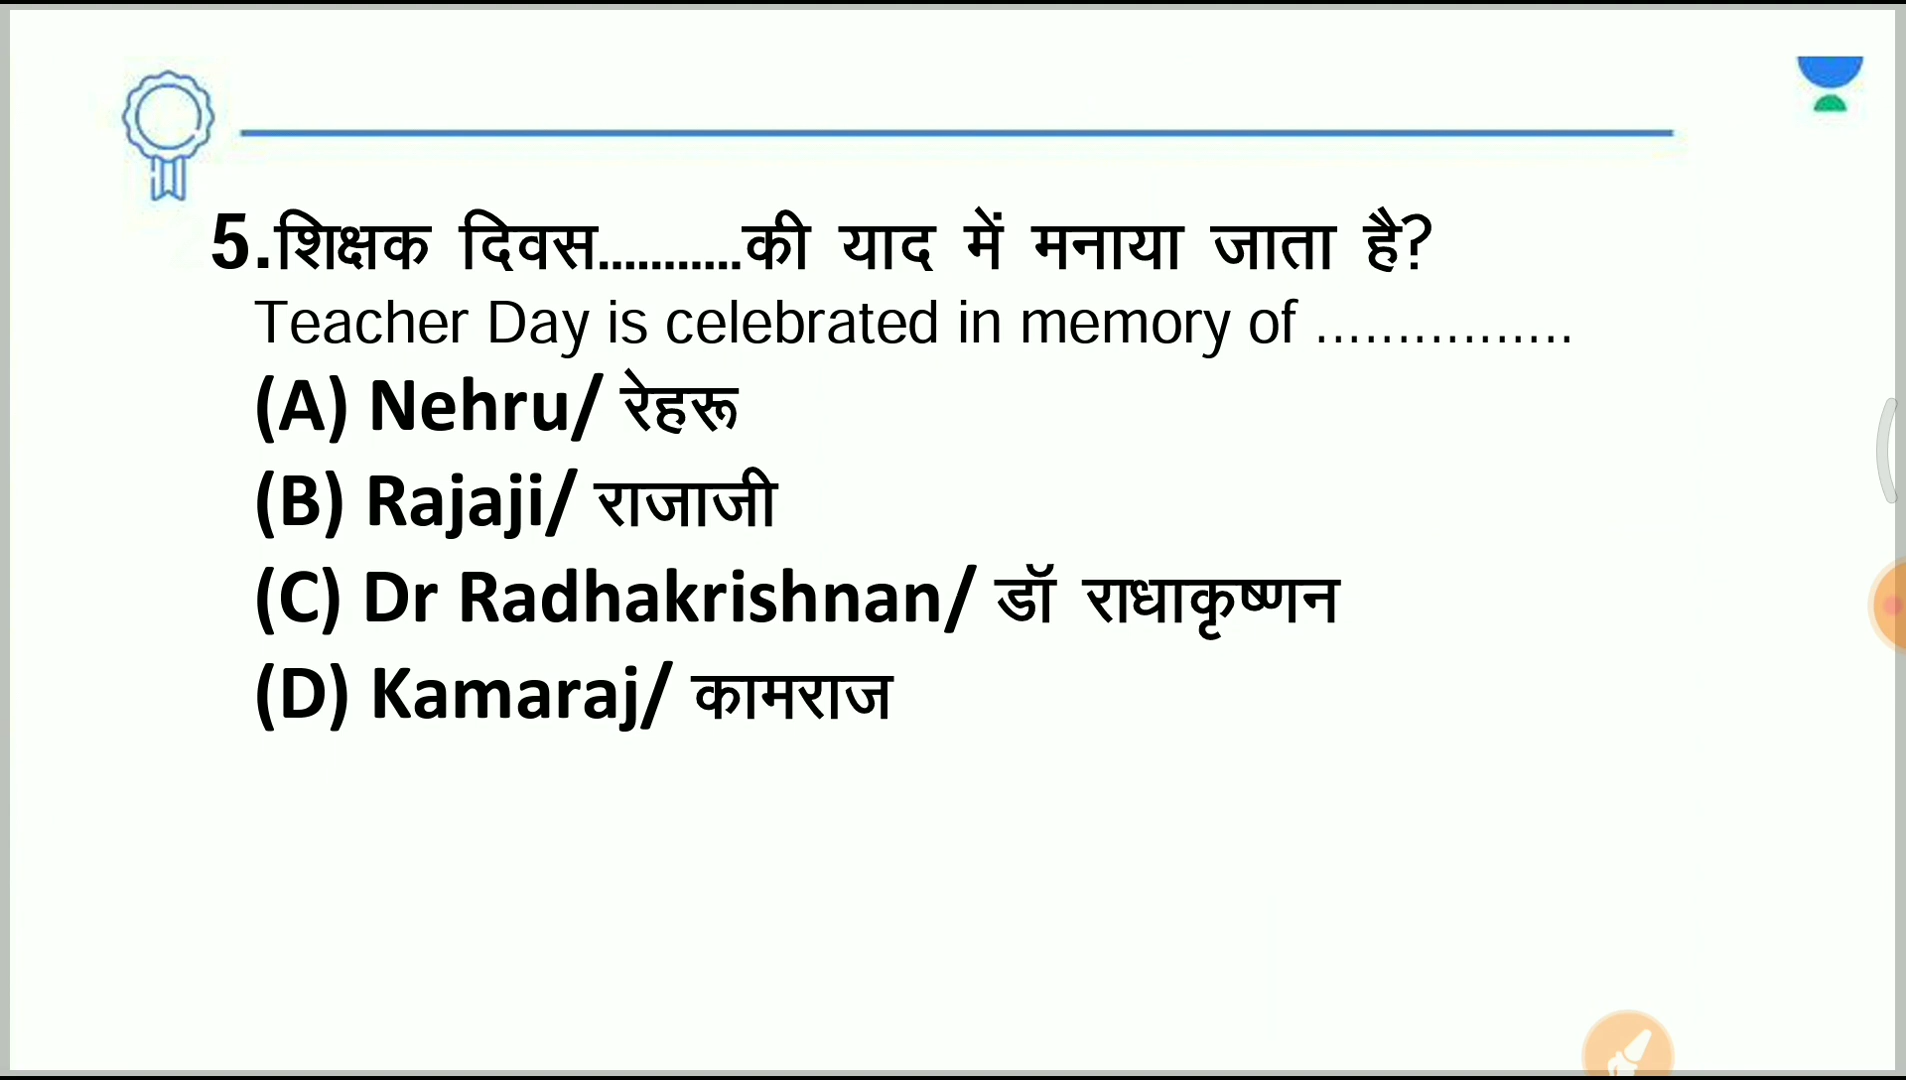 5.शिक्षक दिवस...........की याद में मनाया जाता है?
Teacher Day is celebrated in memory of ................
(A) Nehru/ रेहरू
(B) Rajaji/ राजाजी
(C) Dr Radhakrishnan/ डॉ राधाकृष्णन
(D) Kamaraj/ कामराज